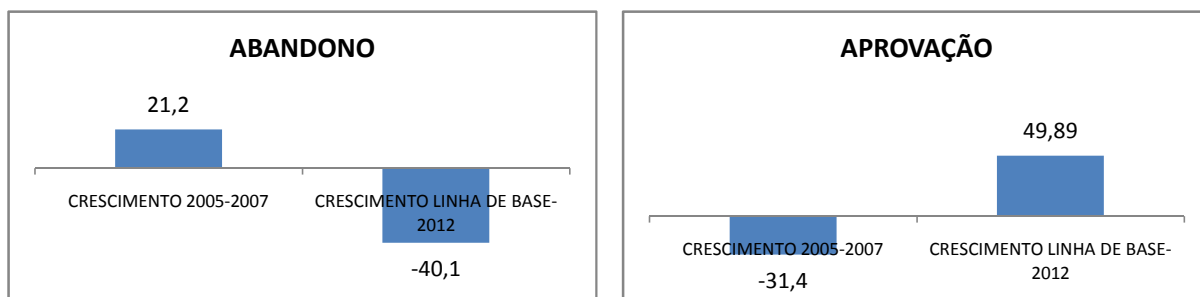 ABANDONO
21,2
CRESCIMENTO 2005-2007
CRESCIMENTO LINHA DE BASE-
2012
-40,1
APROVAÇÃO
49,89
CRESCIMENTO 2005-2007
CRESCIMENTO LINHA DE BASE-
2012
-31,4